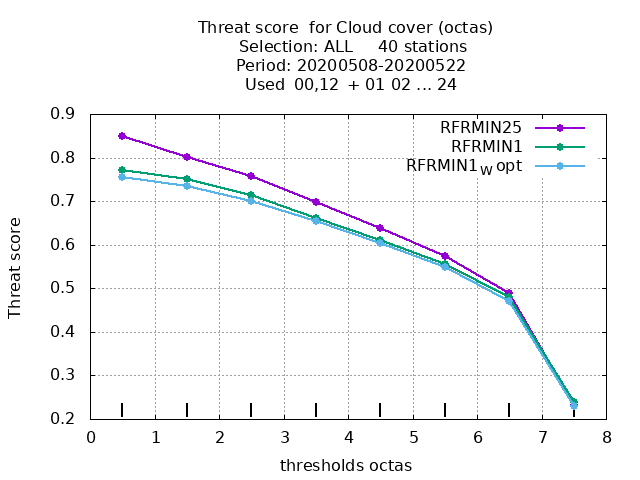 Threat score  for Cloud cover (octas)
Selection: ALL     40 stations
Period: 20200508-20200522
Used  00,12  + 01 02 ... 24
RFRMIN25
RFRMIN1
RFRMIN1w opt
Threat score
0.9
0.8
0.7
0.6
0.5
0.4
0.3
0.2
0 1 2 3 4 5 6 7 8
thresholds octas